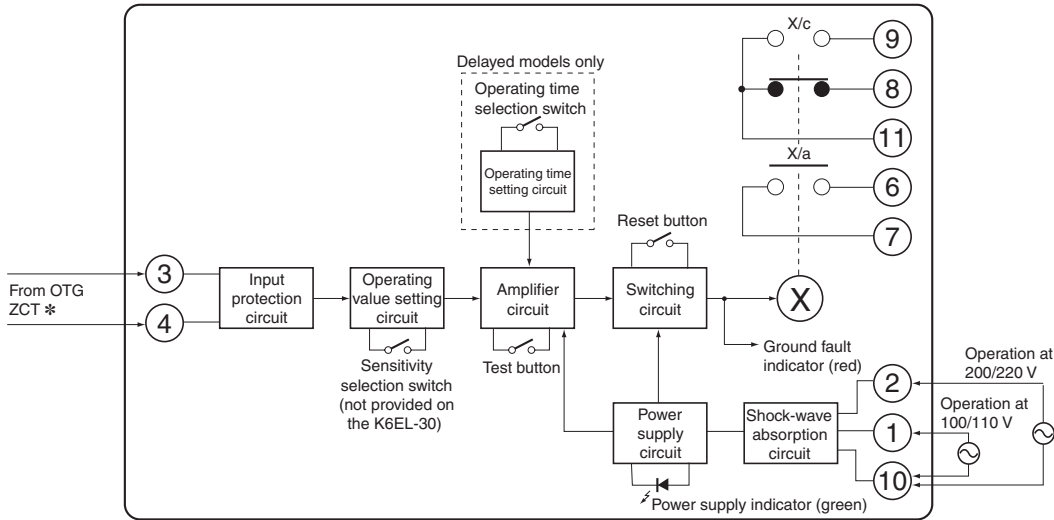 X/c
9
Delayed models only
Operating time
selection switch
8
11
X/a
Operating time
setting circuit
6
Reset button
7
3
From OTG
ZCT *
4
Input
protection
circuit
Operating
value setting
circuit
Amplifier
circuit
Switching
circuit
X
Sensitivity
selection switch
(not provided on
the K6EL-30)
Test button
Ground fault
indicator (red)
Operation at
200/220 V
2
Power
supply
circuit
Shock-wave
absorption
circuit
Operation at
100/110 V
1
10
Power supply indicator (green)